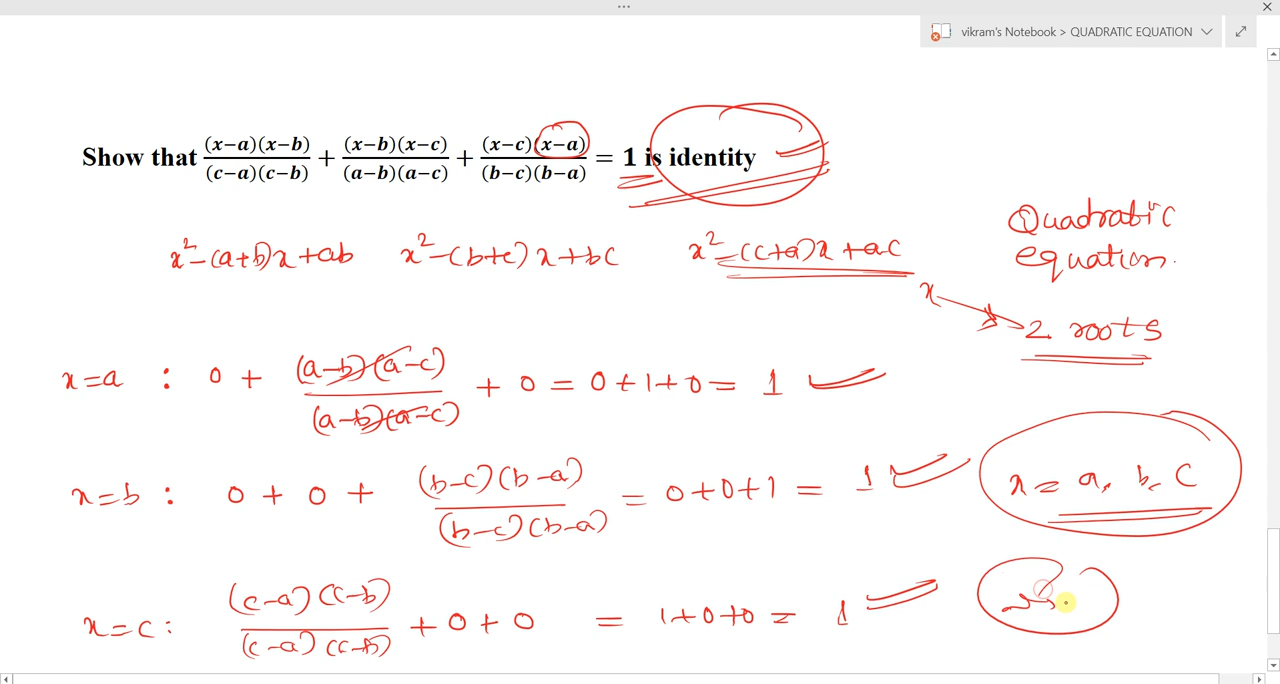 vikram's Notebook > QUADRATIC EQUATION
Show that (x−a)(x−b)/(c−a)(c−b) + (x−b)(x−c)/(a−b)(a−c) + (x−c)(x−a)/(b−c)(b−a) = 1 is identity
x²-(a+b)x+ab x²-(b+c)x+bc x²-(c+a)x+ac
Quadratic
equation.
x
2 roots
x=a : 0 + (a-b)(a-c)/(a-b)(a-c) + 0 = 0+1+0 = 1
x=b : 0 + 0 + (b-c)(b-a)/(b-c)(b-a) = 0+0+1 = 1
x = a, b, c
x=c : (c-a)(c-b)/(c-a)(c-b) + 0 + 0 = 1+0+0 = 1